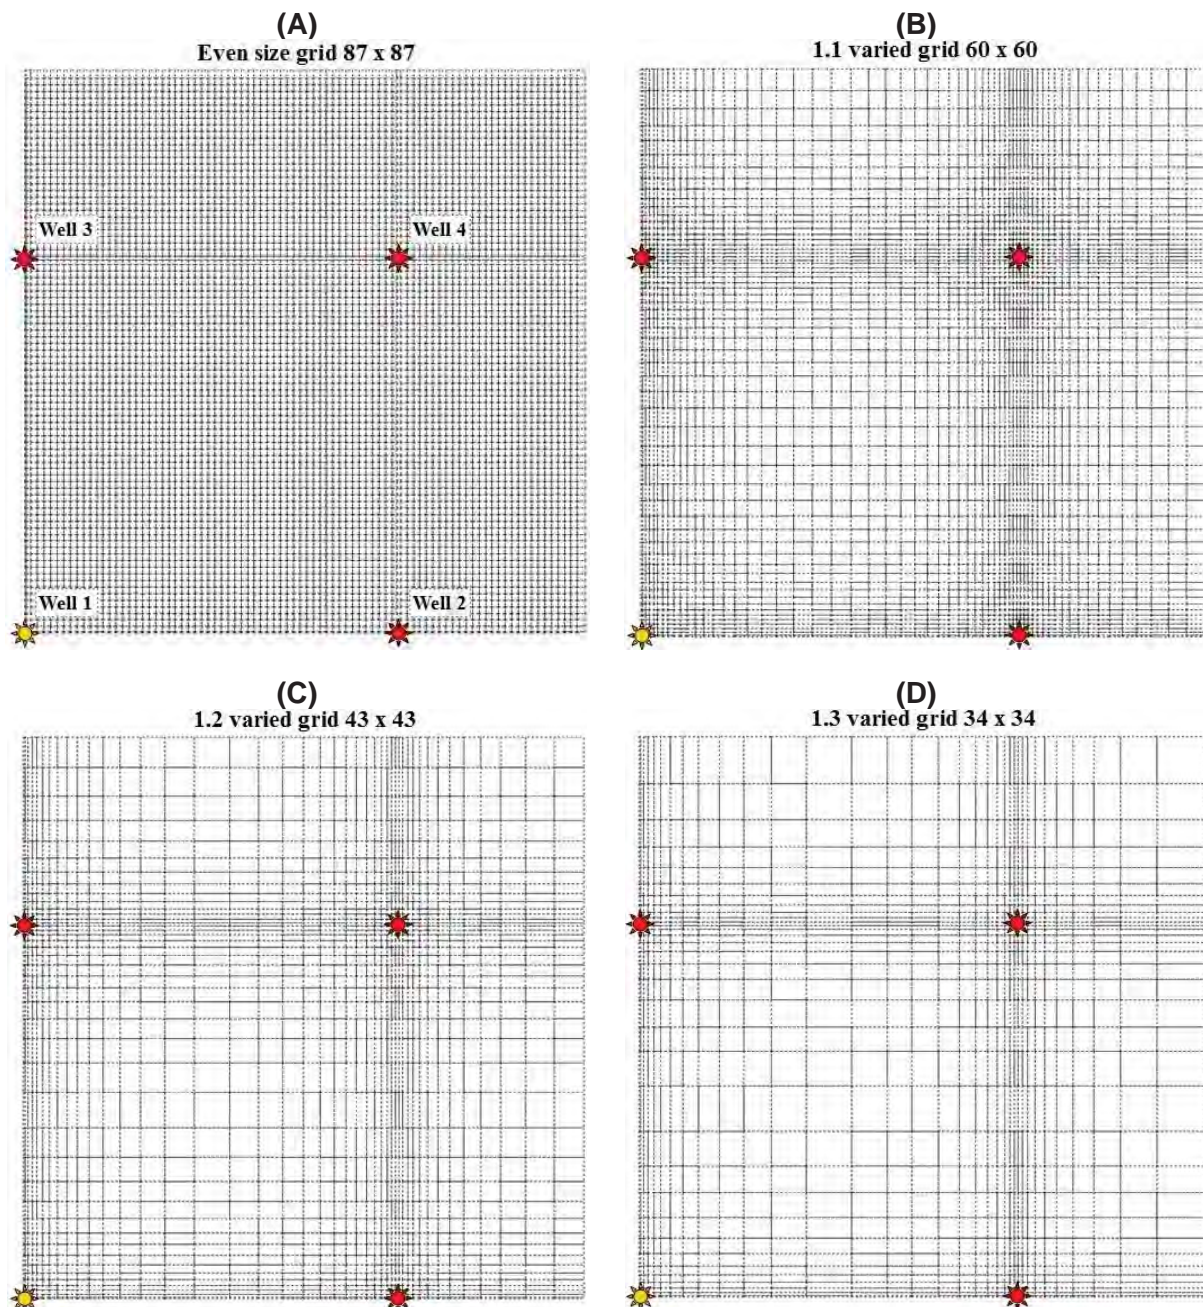 (A)
Even size grid 87 x 87
Well 3
Well 4
Well 1
Well 2
(B)
1.1 varied grid 60 x 60
(C)
1.2 varied grid 43 x 43
(D)
1.3 varied grid 34 x 34